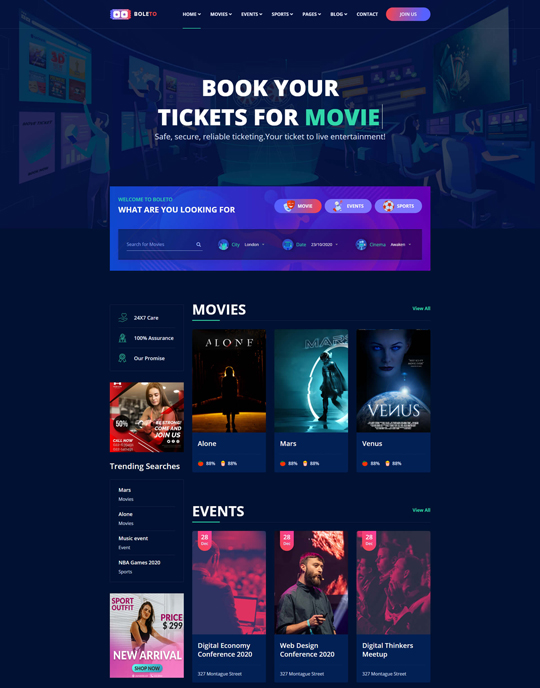 BOLETO
HOME MOVIES EVENTS SPORTS PAGES BLOG CONTACT JOIN US
BOOK YOUR
TICKETS FOR MOVIE
Safe, secure, reliable ticketing.Your ticket to live entertainment!
WELCOME TO BOLETO
WHAT ARE YOU LOOKING FOR
MOVIE EVENTS SPORTS
Search for Movies
City London
Date 23/10/2020
Cinema Awaken
24X7 Care
100% Assurance
Our Promise
50%
BE STRONG
COME AND
JOIN US
CALL NOW
Trending Searches
Mars
Movies
Alone
Movies
Music event
Event
NBA Games 2020
Sports
SPORT
OUTFIT
PRICE
$ 299
NEW ARRIVAL
SHOP NOW
MOVIES
View All
ALONE
MARS
VENUS
Alone
88% 88%
Mars
88% 88%
Venus
88% 88%
EVENTS
View All
28
Dec
28
Dec
28
Dec
Digital Economy
Conference 2020
327 Montague Street
Web Design
Conference 2020
327 Montague Street
Digital Thinkers
Meetup
327 Montague Street